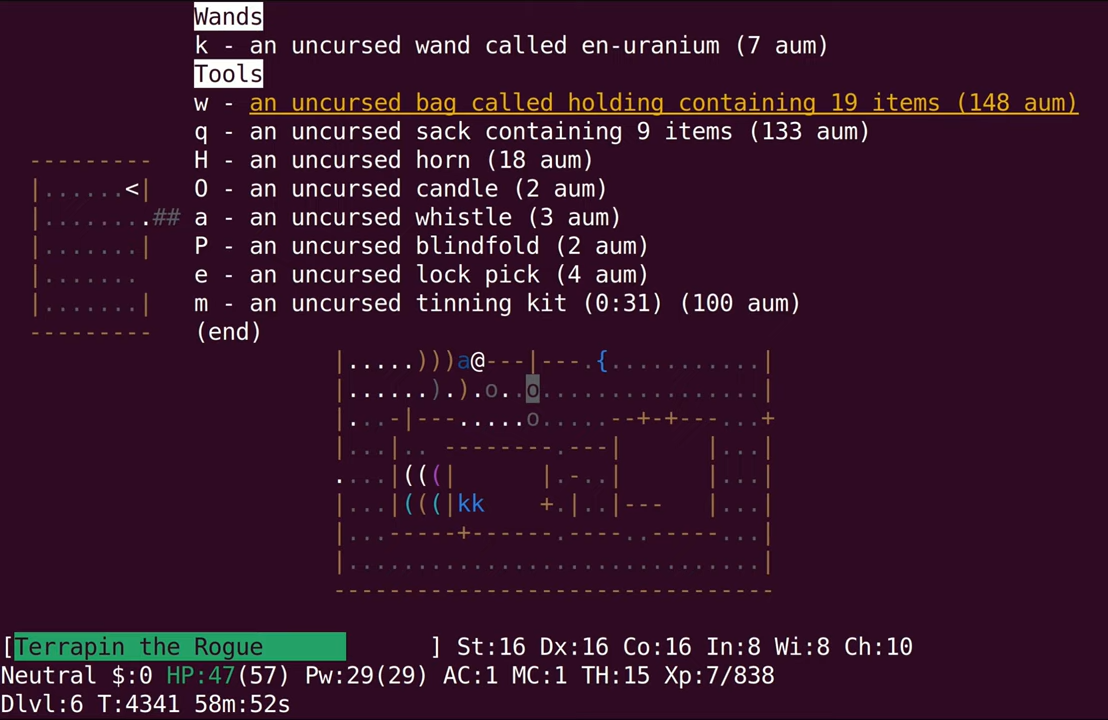 Wands
k - an uncursed wand called en-uranium (7 aum)
Tools
w - an uncursed bag called holding containing 19 items (148 aum)
q - an uncursed sack containing 9 items (133 aum)
--------- H - an uncursed horn (18 aum)
|......<| O - an uncursed candle (2 aum)
|........## a - an uncursed whistle (3 aum)
|.......| P - an uncursed blindfold (2 aum)
|....... e - an uncursed lock pick (4 aum)
|.......| m - an uncursed tinning kit (0:31) (100 aum)
--------- (end)
|.....)))a@---|---.{..........|
|......).).o..o...............|
|...-|---.....o.....--+-+---...+
|...|.. --------.---| |...|
....|(((| |.-..| |...|
|...|(((|kk +.|..|--- |...|
|...-----+------.-----..-----...|
|.............................|
-------------------------------
[Terrapin the Rogue ] St:16 Dx:16 Co:16 In:8 Wi:8 Ch:10
Neutral $:0 HP:47(57) Pw:29(29) AC:1 MC:1 TH:15 Xp:7/838
Dlvl:6 T:4341 58m:52s